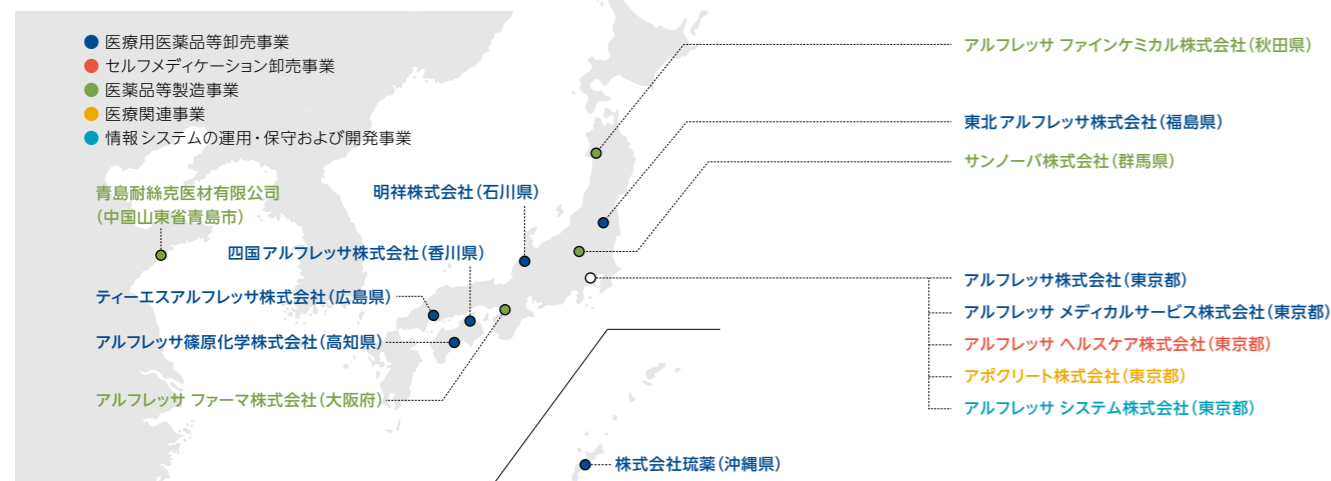 医療用医薬品等卸売事業
セルフメディケーション卸売事業
医薬品等製造事業
医療関連事業
情報システムの運用・保守および開発事業
青島耐絲克医材有限公司
（中国山東省青島市）
明祥株式会社（石川県）
四国アルフレッサ株式会社（香川県）
ティーエスアルフレッサ株式会社（広島県）
アルフレッサ篠原化学株式会社（高知県）
アルフレッサ ファーマ株式会社（大阪府）
アルフレッサ ファインケミカル株式会社（秋田県）
東北アルフレッサ株式会社（福島県）
サンノーバ株式会社（群馬県）
アルフレッサ株式会社（東京都）
アルフレッサ メディカルサービス株式会社（東京都）
アルフレッサ ヘルスケア株式会社（東京都）
アポクリート株式会社（東京都）
アルフレッサ システム株式会社（東京都）
株式会社琉薬（沖縄県）